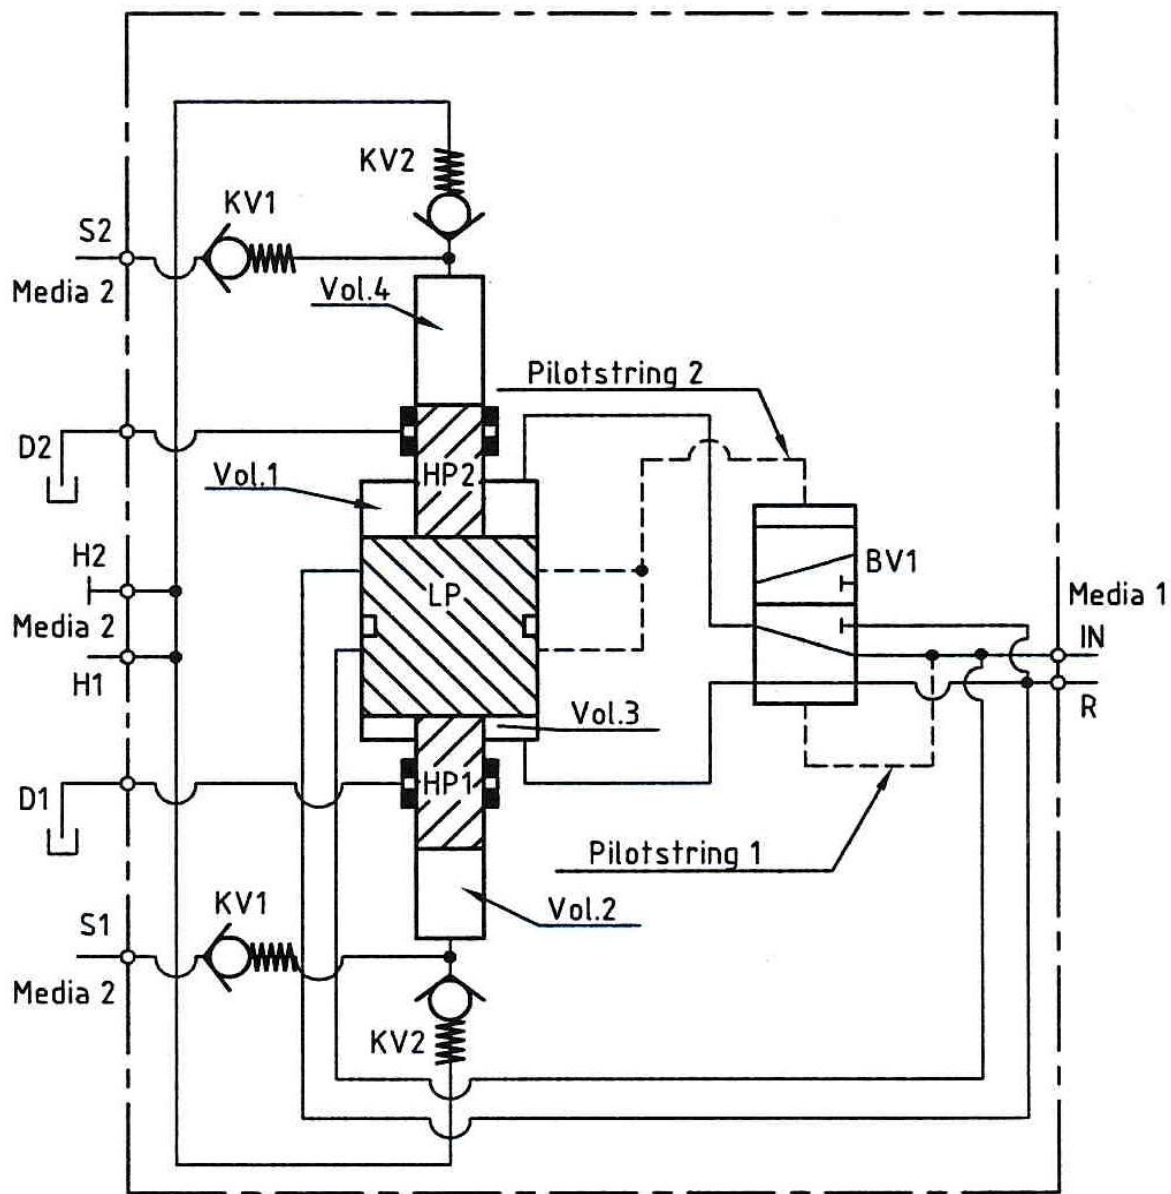 KV2
KV1
S2
Media 2
Vol.4
Pilotstring 2
D2
HP2
Vol.1
H2
BV1
LP
Media 1
Media 2
IN
H1
R
Vol.3
HP1
D1
Pilotstring 1
KV1
Vol.2
S1
Media 2
KV2